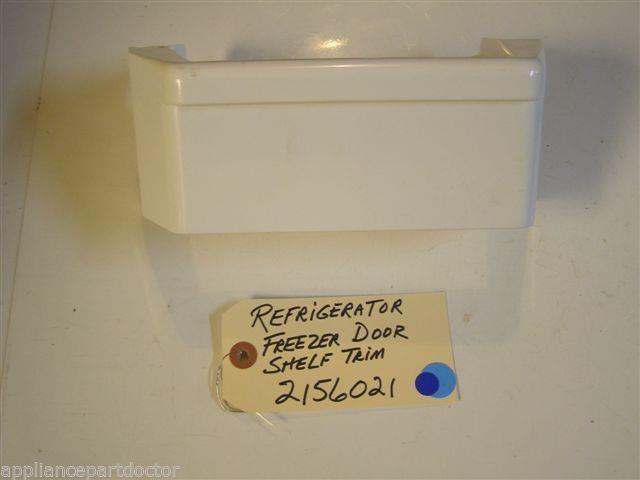 REFRIGERATOR
FREEZER DOOR
SHELF TRIM
2156021
appliancepartdoctor